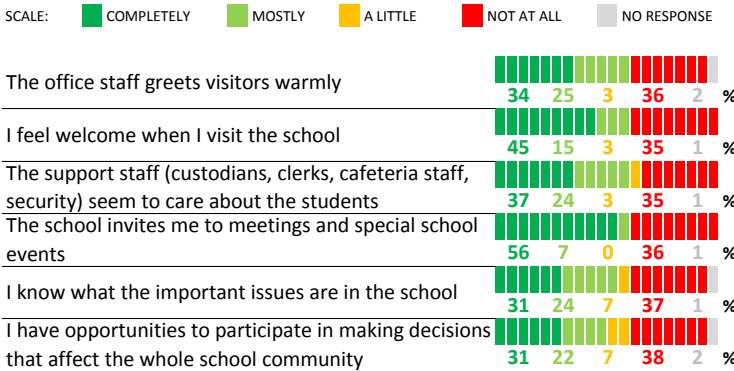 SCALE: COMPLETELY MOSTLY A LITTLE NOT AT ALL NO RESPONSE
The office staff greets visitors warmly
34 25 3 36 2 %
I feel welcome when I visit the school
45 15 3 35 1 %
The support staff (custodians, clerks, cafeteria staff,
security) seem to care about the students
37 24 3 35 1 %
The school invites me to meetings and special school
events
56 7 0 36 1 %
I know what the important issues are in the school
31 24 7 37 1 %
I have opportunities to participate in making decisions
that affect the whole school community
31 22 7 38 2 %